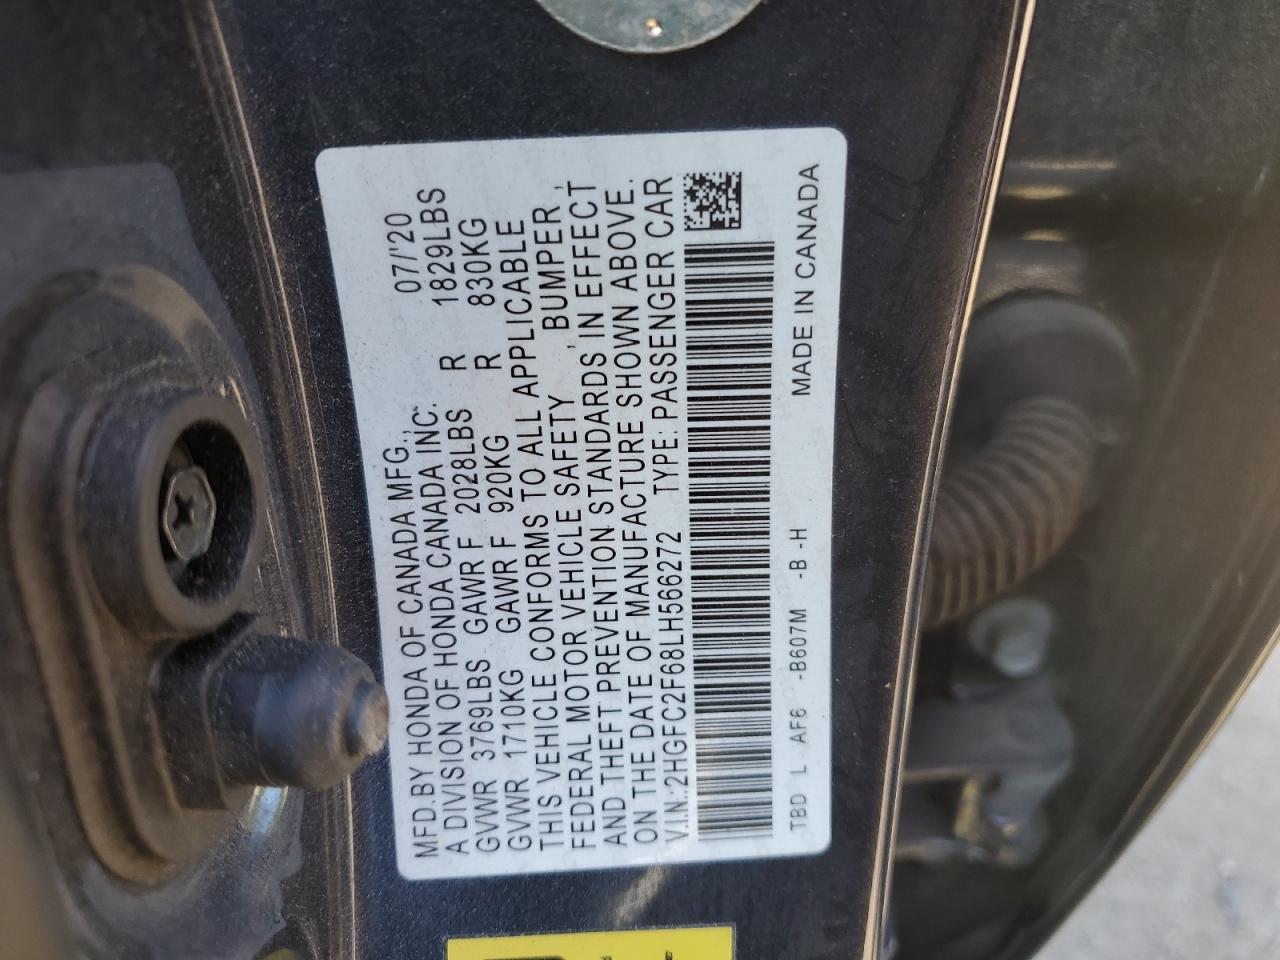 MFD.BY HONDA OF CANADA MFG., 07/'20
A DIVISION OF HONDA CANADA INC.
GVWR 3769LBS GAWR F 2028LBS R 1829LBS
GVWR 1710KG GAWR F 920KG R 830KG
THIS VEHICLE CONFORMS TO ALL APPLICABLE
FEDERAL MOTOR VEHICLE SAFETY , BUMPER ,
AND THEFT PREVENTION STANDARDS IN EFFECT
ON THE DATE OF MANUFACTURE SHOWN ABOVE.
V.I.N.:2HGFC2F68LH566272 TYPE: PASSENGER CAR
TBD L AF6 -B607M -B -H MADE IN CANADA